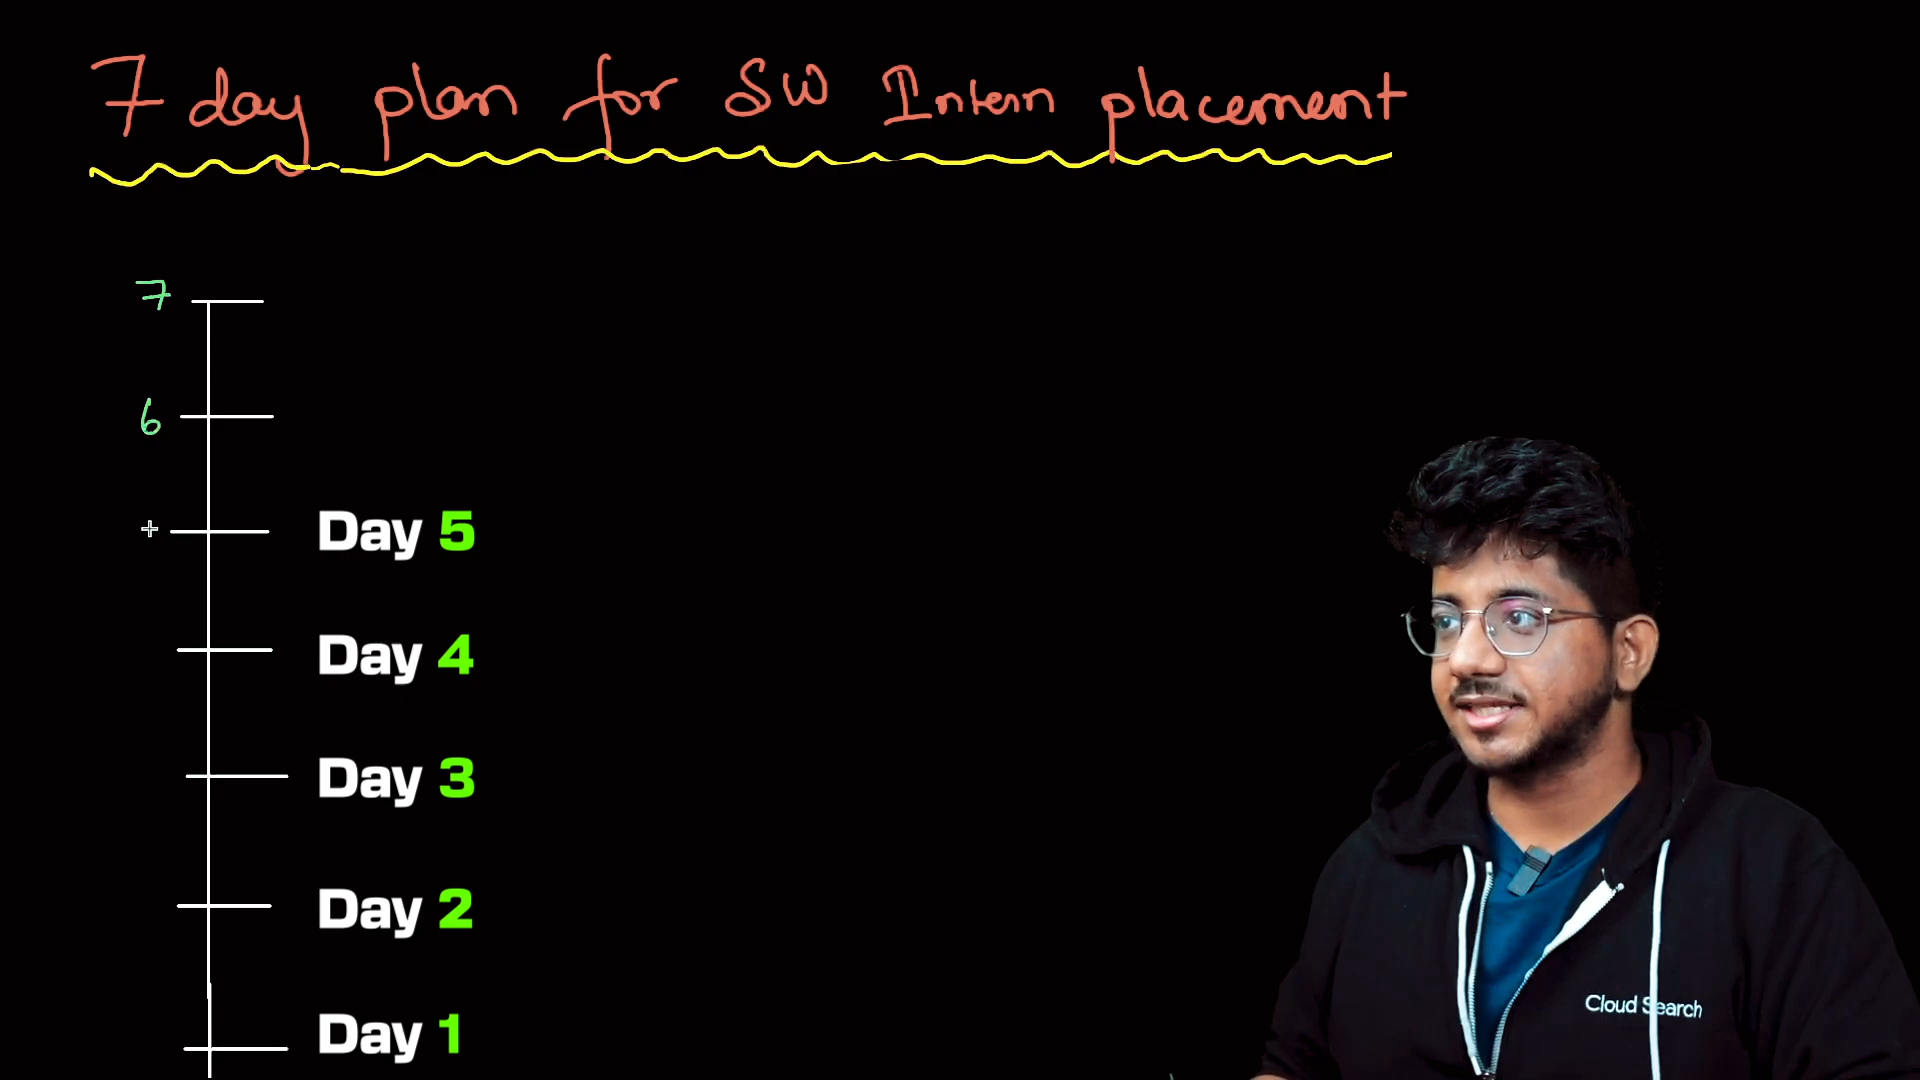 7 day plan for SW Intern placement
7
6
Day 5
Day 4
Day 3
Day 2
Day 1
Cloud Search